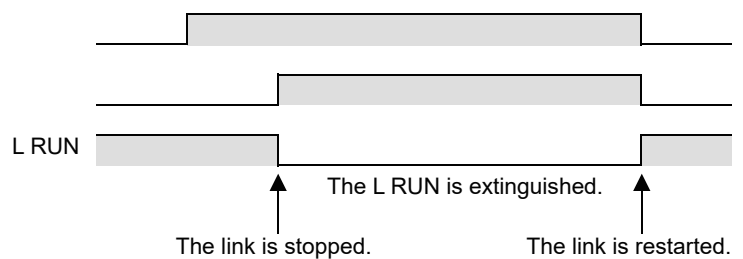 L RUN
The L RUN is extinguished.
The link is stopped.
The link is restarted.